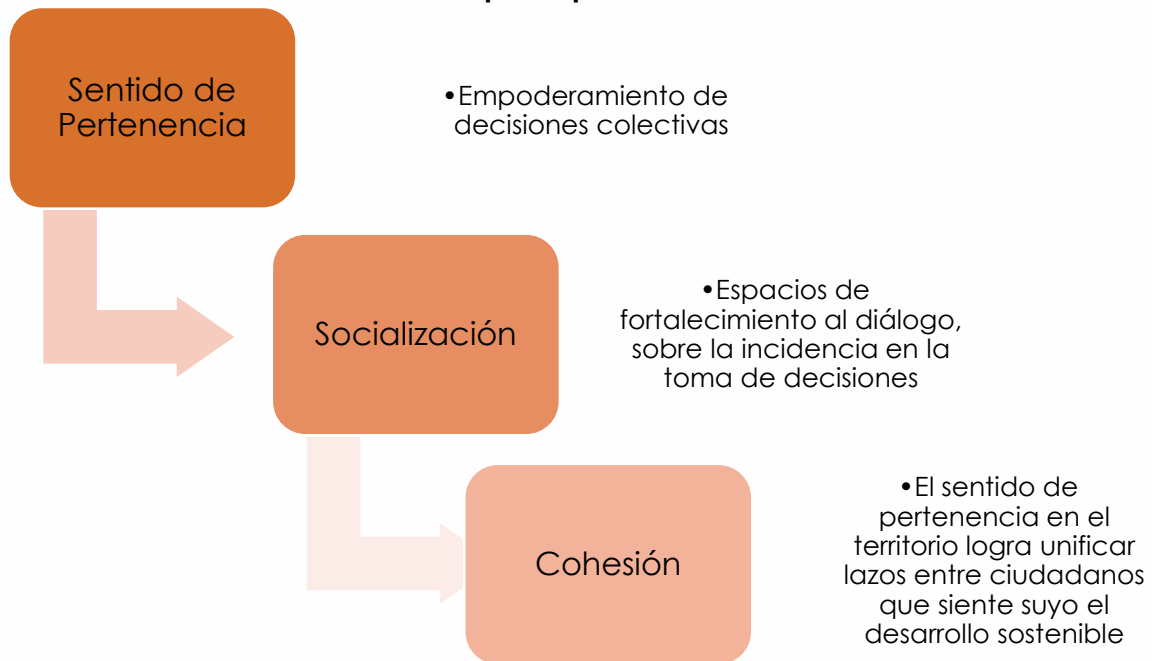 Sentido de
Pertenencia
•Empoderamiento de
decisiones colectivas
Socialización
•Espacios de
fortalecimiento al diálogo,
sobre la incidencia en la
toma de decisiones
Cohesión
•El sentido de
pertenencia en el
territorio logra unificar
lazos entre ciudadanos
que siente suyo el
desarrollo sostenible